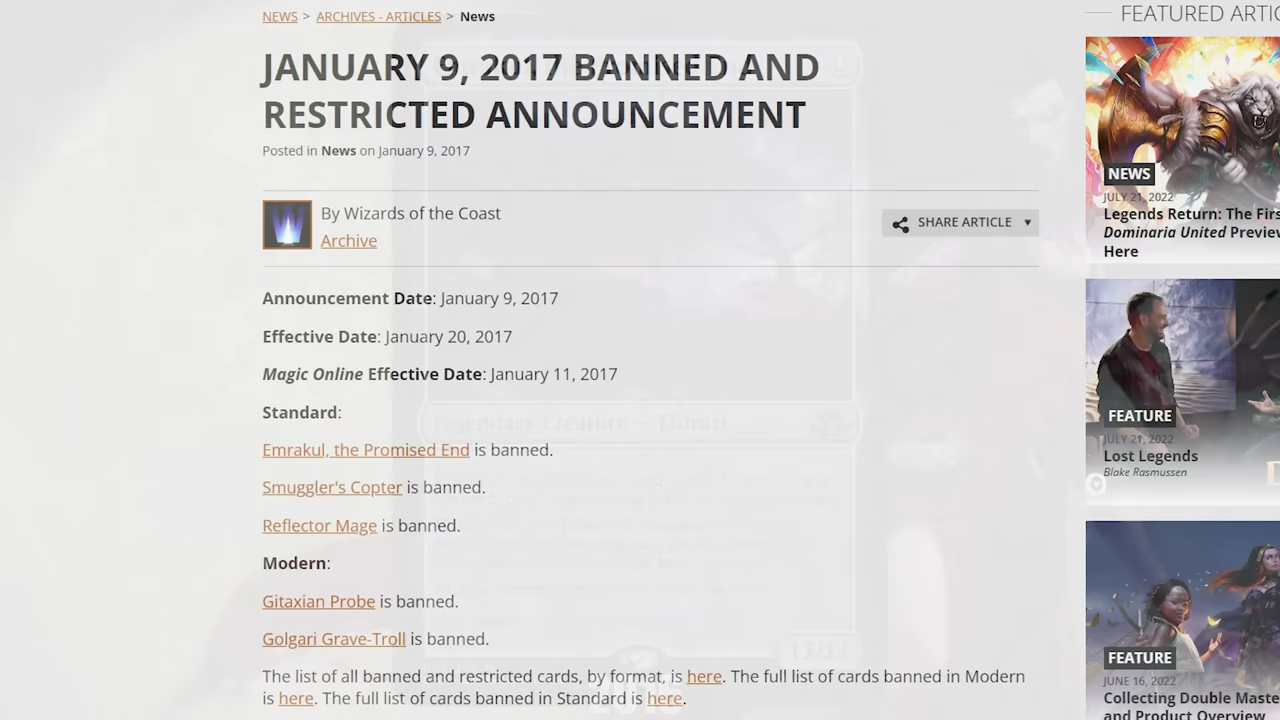 NEWS > ARCHIVES - ARTICLES > News
JANUARY 9, 2017 BANNED AND
RESTRICTED ANNOUNCEMENT
Posted in News on January 9, 2017
By Wizards of the Coast
Archive
SHARE ARTICLE
Announcement Date: January 9, 2017
Effective Date: January 20, 2017
Magic Online Effective Date: January 11, 2017
Standard:
Emrakul, the Promised End is banned.
Smuggler's Copter is banned.
Reflector Mage is banned.
Modern:
Gitaxian Probe is banned.
Golgari Grave-Troll is banned.
The list of all banned and restricted cards, by format, is here. The full list of cards banned in Modern
is here. The full list of cards banned in Standard is here.
Legendary Creature — Eldrazi
13/13
FEATURED
NEWS
JULY 21, 2022
Legends Return: The
Dominaria United
Here
FEATURE
JULY 21, 2022
Lost Legends
Blake Rasmussen
FEATURE
JUNE 16, 2022
Collecting Double
and Product Overview